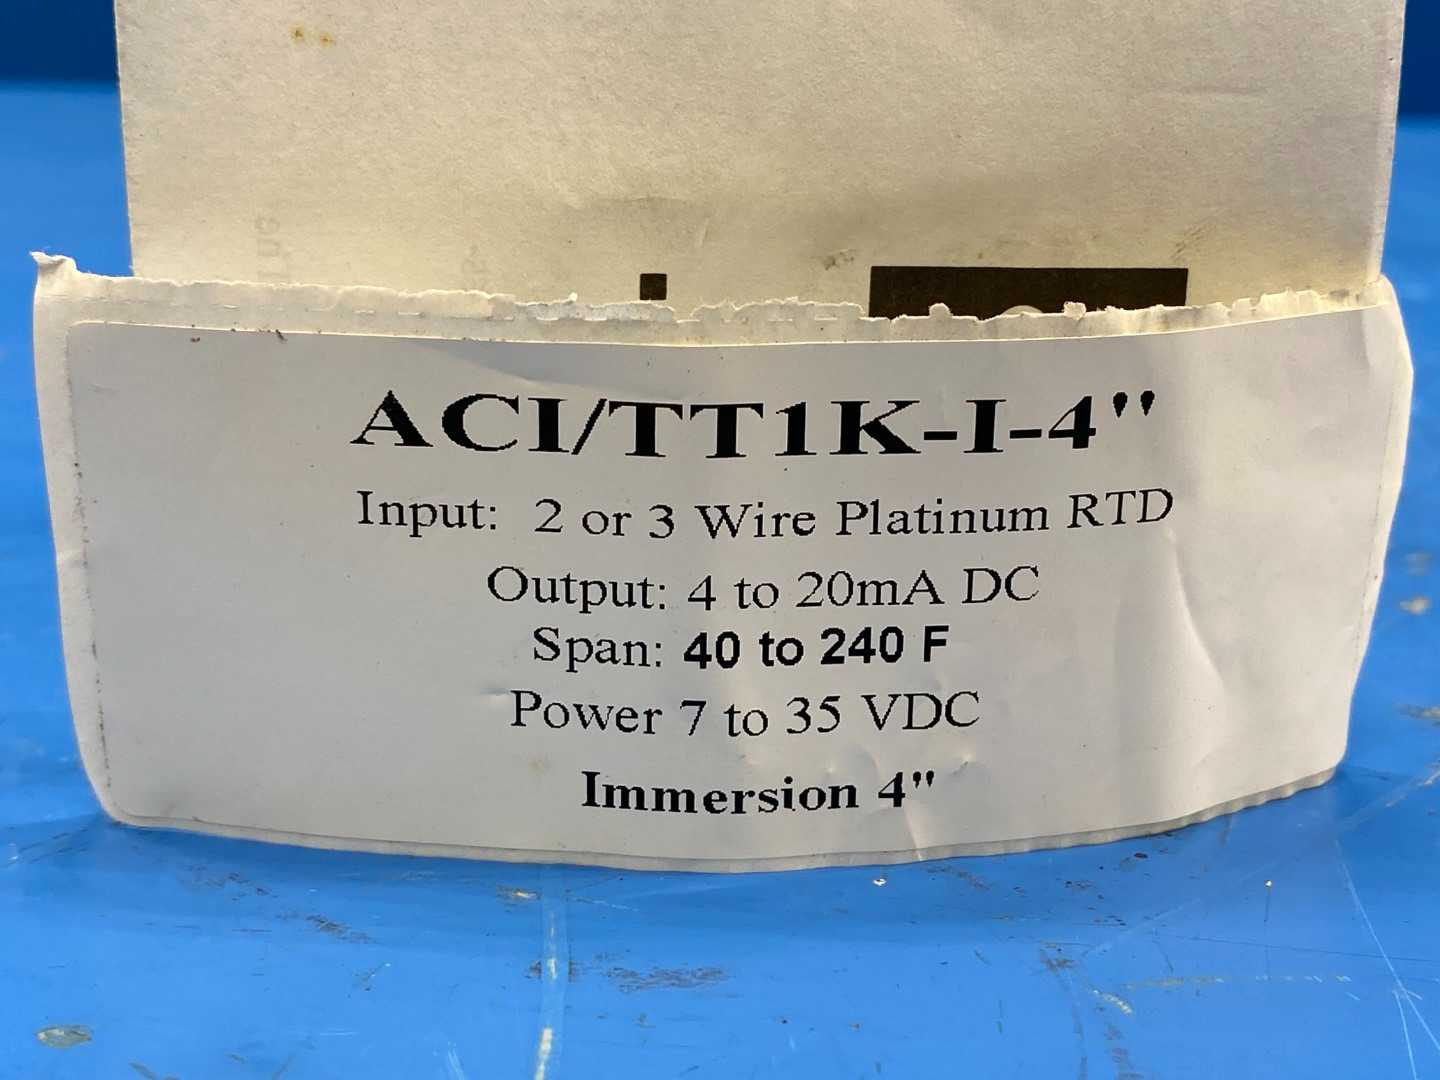 ACI/TT1K-I-4"
Input: 2 or 3 Wire Platinum RTD
Output: 4 to 20mA DC
Span: 40 to 240 F
Power 7 to 35 VDC
Immersion 4"